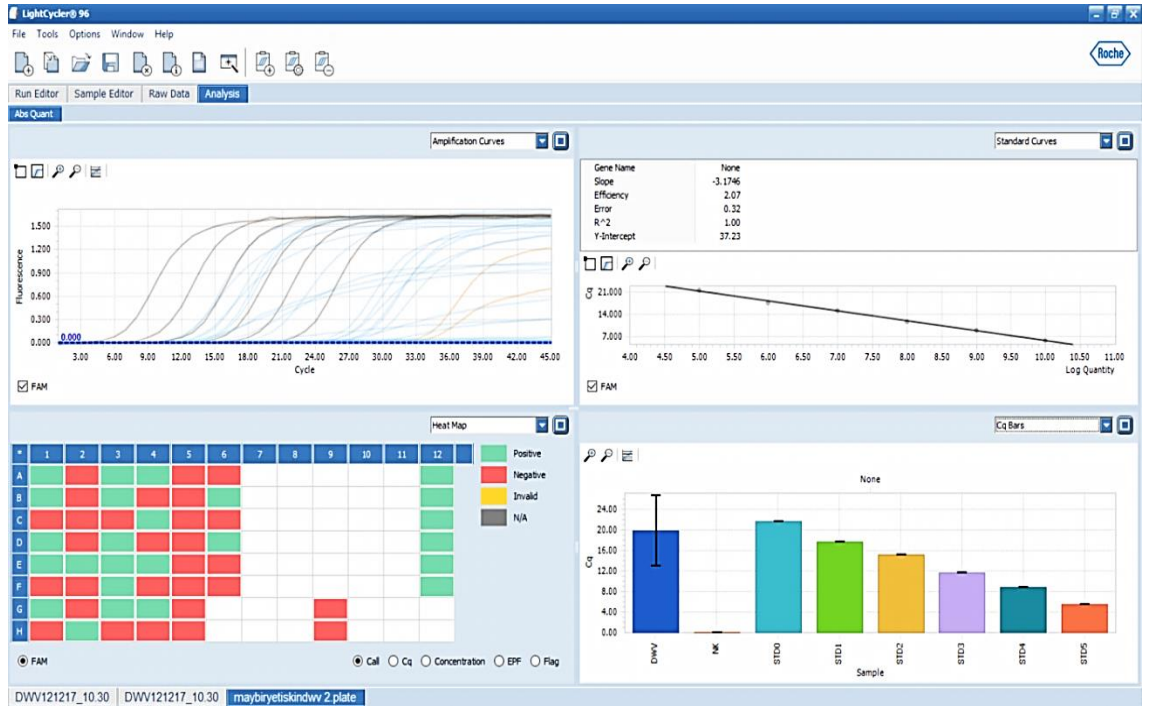 LightCycler® 96
File Tools Options Window Help
Roche
Run Editor Sample Editor Raw Data Analysis
Abs Quant
Amplification Curves
Fluorescence
1.500
1.200
0.900
0.600
0.300
0.000 0.000
3.00 6.00 9.00 12.00 15.00 18.00 21.00 24.00 27.00 30.00 33.00 36.00 39.00 42.00 45.00
Cycle
FAM
Standard Curves
Gene Name None
Slope -3.1746
Efficiency 2.07
Error 0.32
R^2 1.00
Y-Intercept 37.23
Cq
21.000
14.000
7.000
4.00 4.50 5.00 5.50 6.00 6.50 7.00 7.50 8.00 8.50 9.00 9.50 10.00 10.50 11.00
Log Quantity
FAM
Heat Map
* 1 2 3 4 5 6 7 8 9 10 11 12
A
B
C
D
E
F
G
H
Positive
Negative
Invalid
N/A
FAM Call Cq Concentration EPF Flag
Cq Bars
None
Cq
24.00
20.00
16.00
12.00
8.00
4.00
0.00
DWV NK STD0 STD1 STD2 STD3 STD4 STD5
Sample
DWV121217_10.30 DWV121217_10.30 maybiryetiskindwv 2.plate